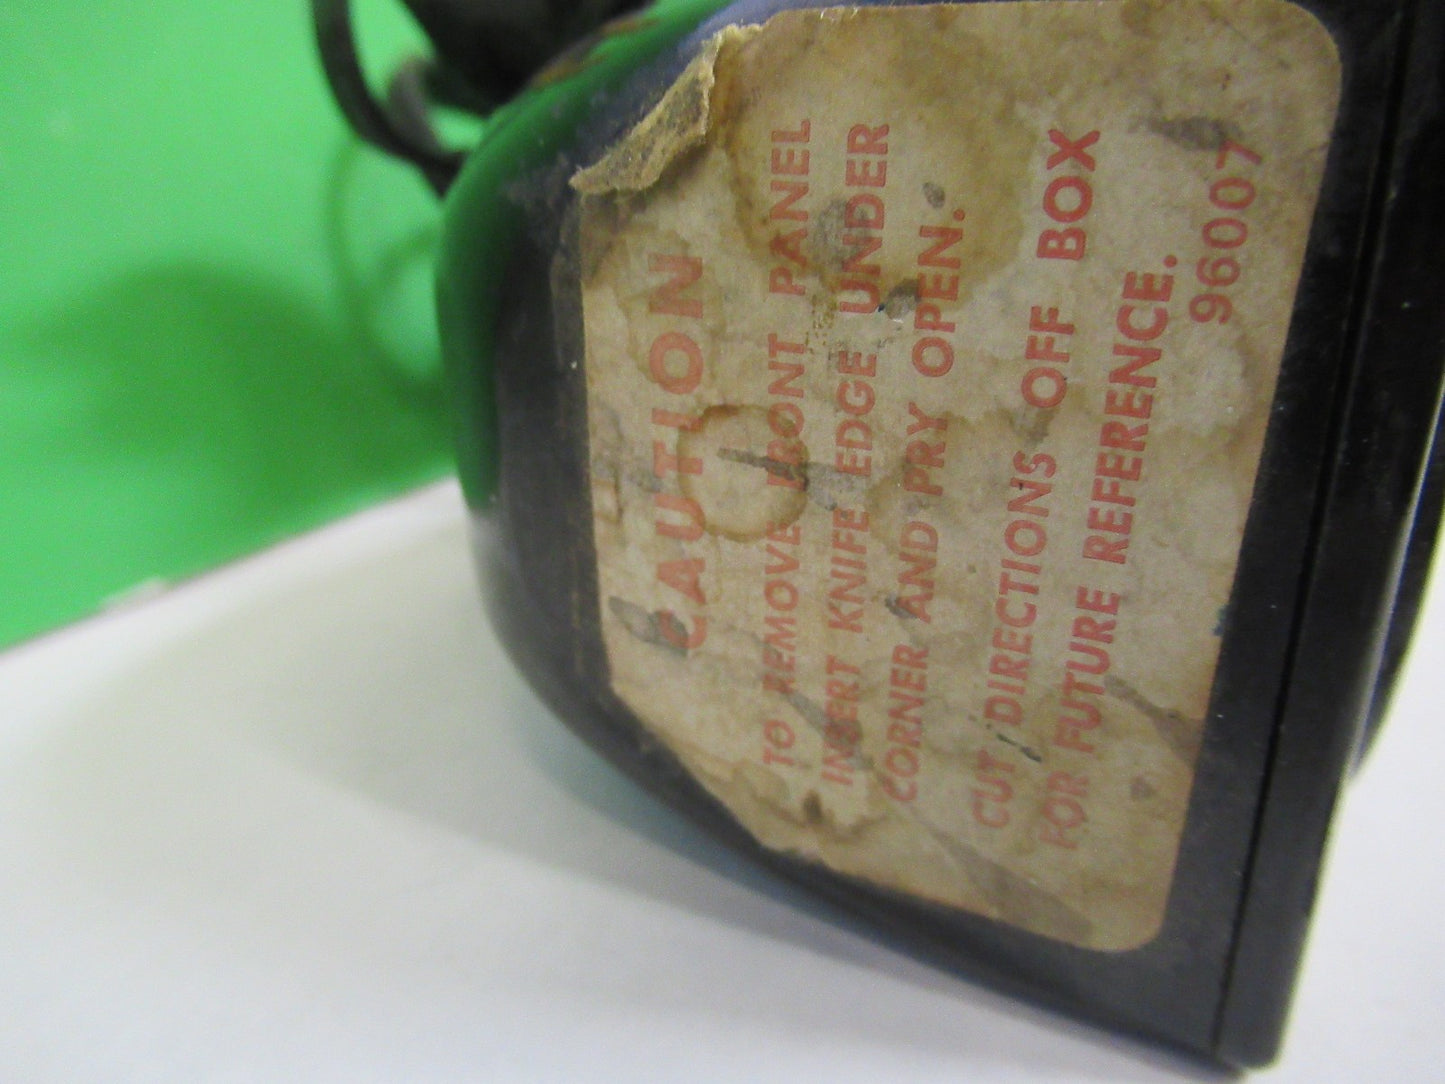 CAUTION
TO REMOVE FRONT PANEL
INSERT KNIFE EDGE UNDER
CORNER AND PRY OPEN.
CUT DIRECTIONS OFF BOX
FOR FUTURE REFERENCE.
96007